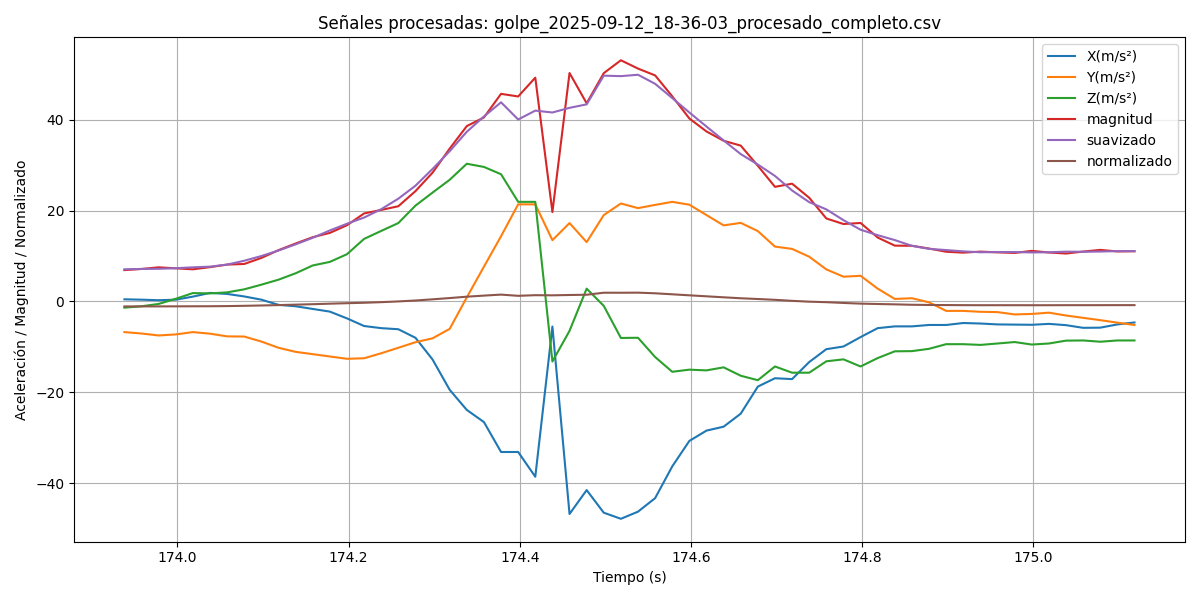 Señales procesadas: golpe_2025-09-12_18-36-03_procesado_completo.csv
X(m/s²)
Y(m/s²)
Z(m/s²)
magnitud
suavizado
normalizado
Aceleración / Magnitud / Normalizado
40
20
0
−20
−40
174.0
174.2
174.4
174.6
174.8
175.0
Tiempo (s)